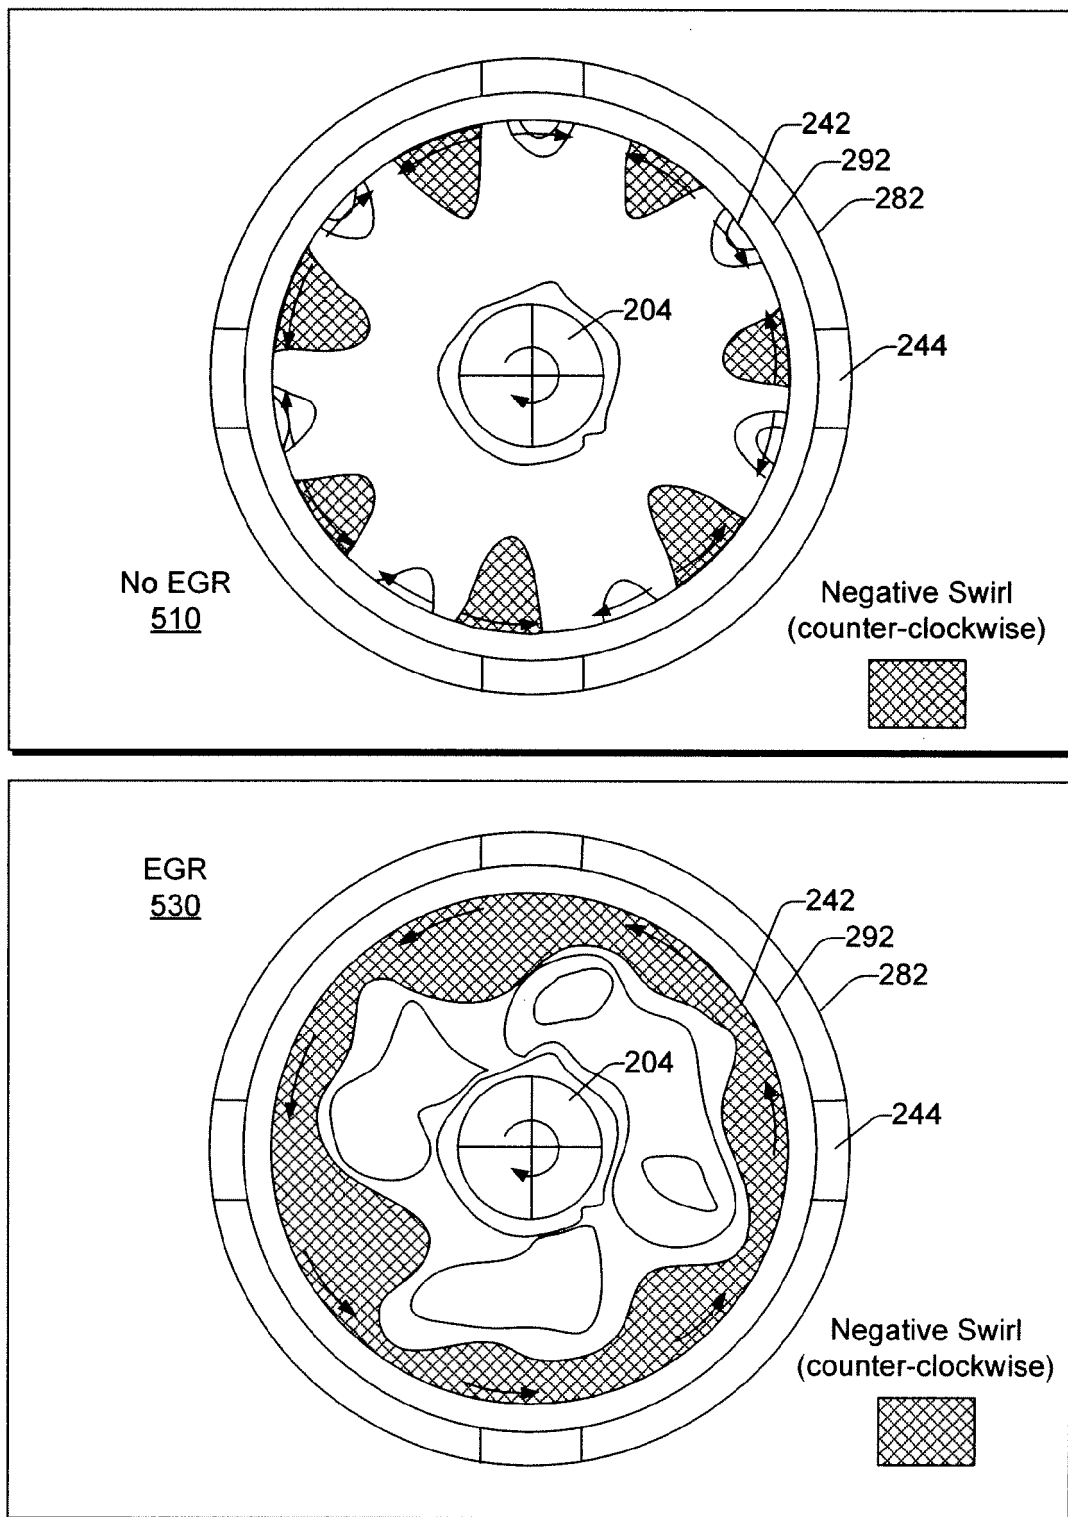 242
292
282
204
244
No EGR
510
Negative Swirl
(counter-clockwise)
EGR
530
242
292
282
204
244
Negative Swirl
(counter-clockwise)